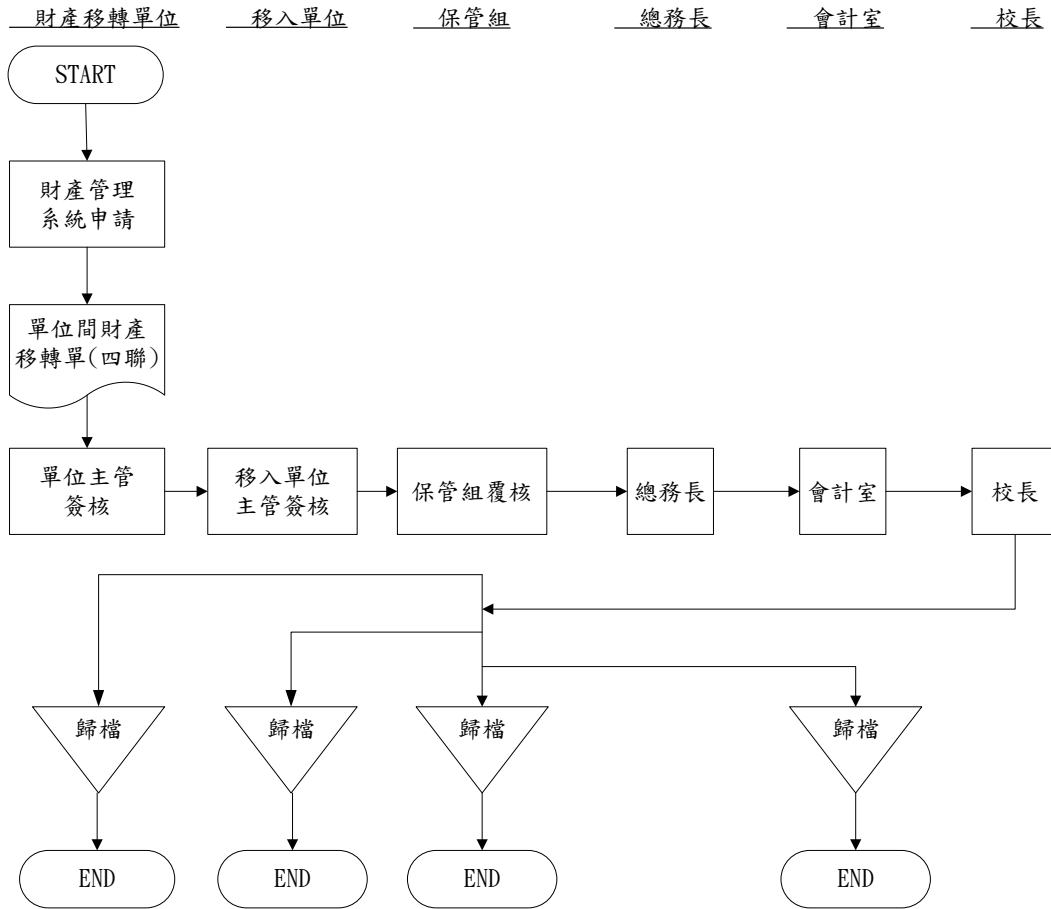 財產移轉單位 移入單位 保管組 總務長 會計室 校長
START
財產管理
系統申請
單位間財產
移轉單(四聯)
單位主管
簽核
移入單位
主管簽核
保管組覆核
總務長
會計室
校長
歸檔
歸檔
歸檔
歸檔
END
END
END
END